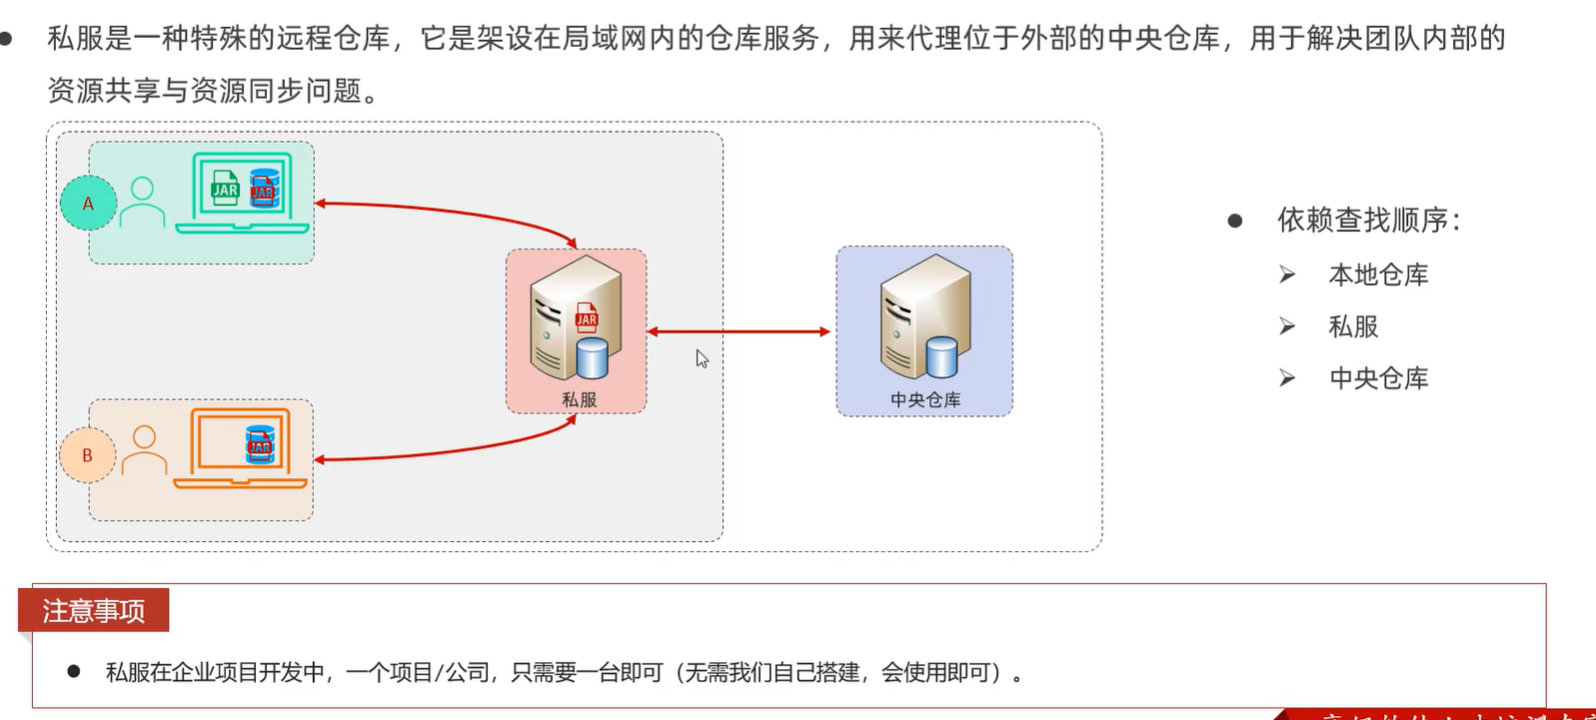 私服是一种特殊的远程仓库，它是架设在局域网内的仓库服务，用来代理位于外部的中央仓库，用于解决团队内部的
资源共享与资源同步问题。
A
JAR
JAR
JAR
私服
中央仓库
B
JAR
依赖查找顺序：
本地仓库
私服
中央仓库
注意事项
私服在企业项目开发中，一个项目/公司，只需要一台即可（无需我们自己搭建，会使用即可）。